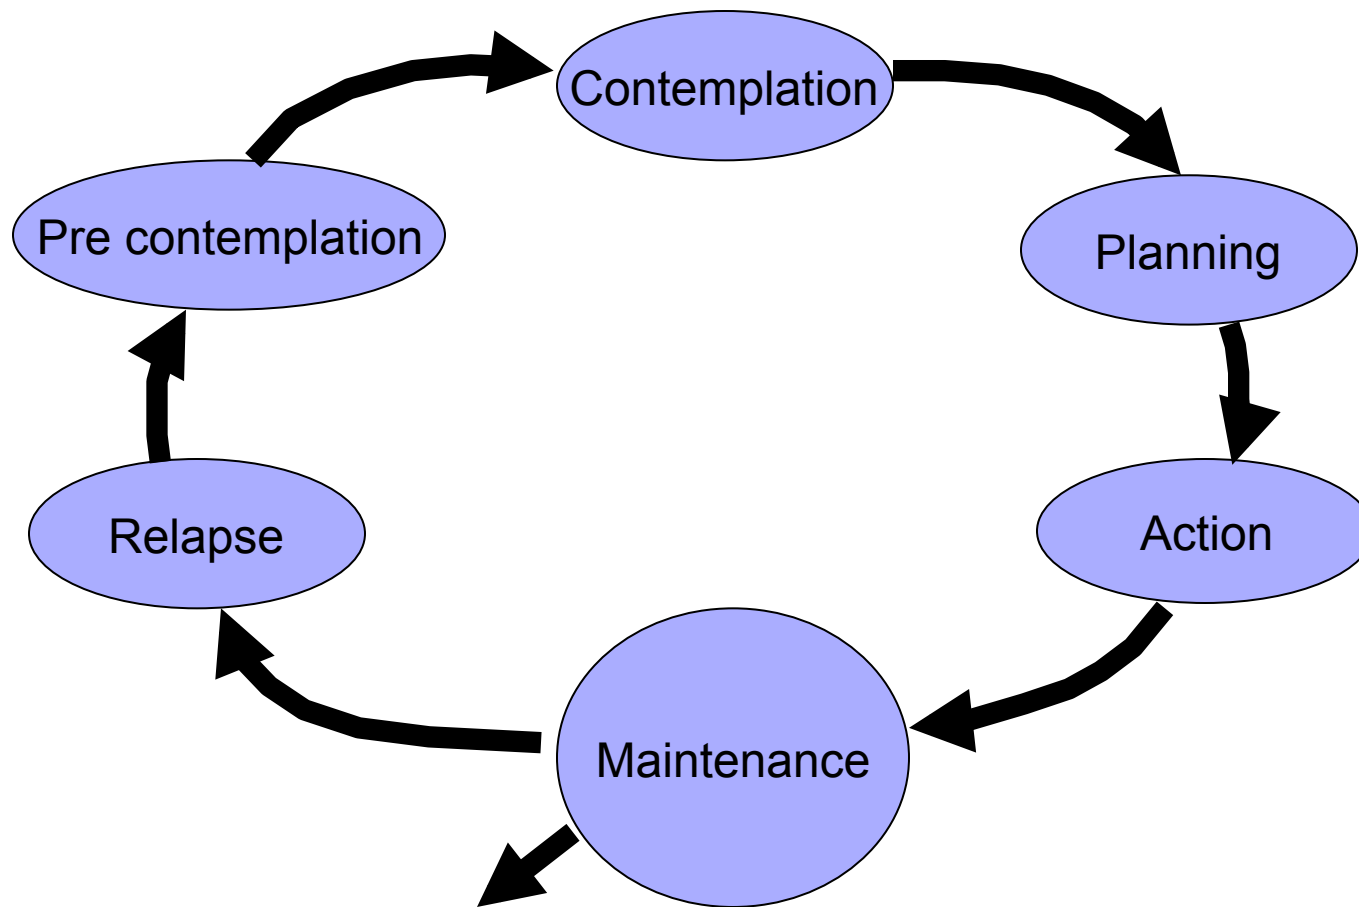 Contemplation
Pre contemplation
Planning
Relapse
Action
Maintenance